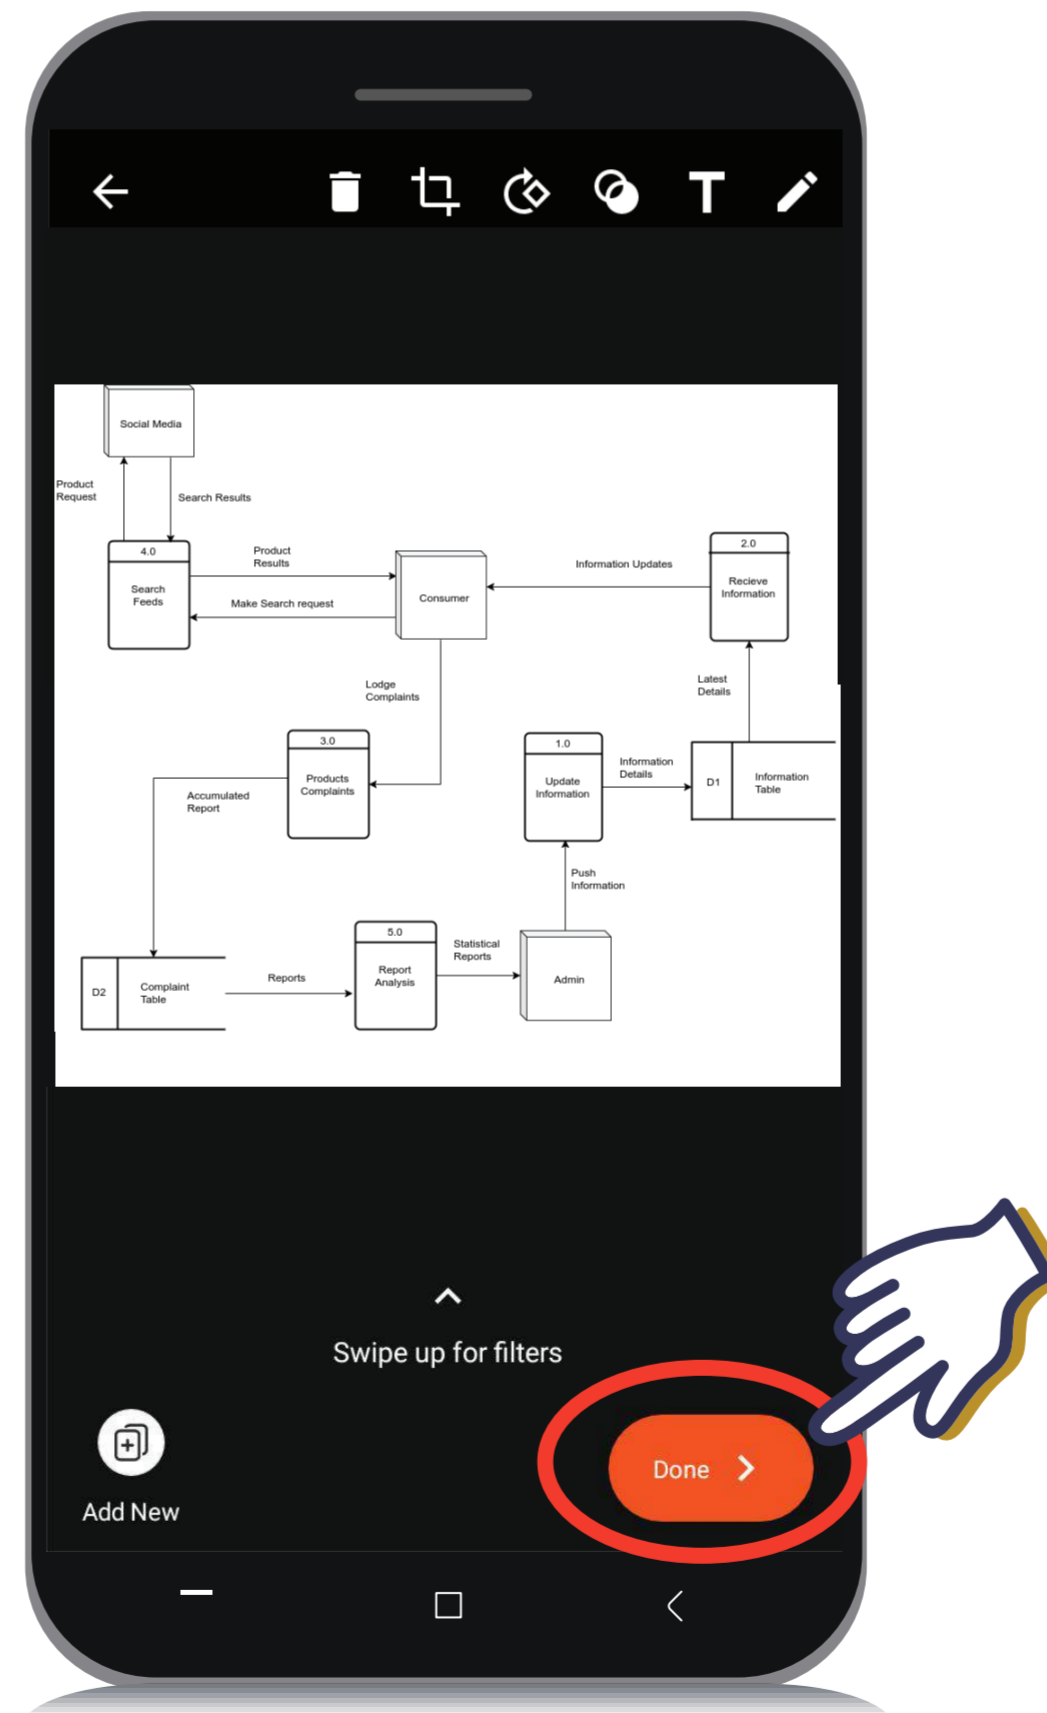 T
Social Media
Product
Request
Search Results
4.0
Search
Feeds
Product
Results
Make Search request
Consumer
Information Updates
2.0
Recieve
Information
Lodge
Complaints
Latest
Details
3.0
Products
Complaints
1.0
Update
Information
Information
Details
D1
Information
Table
Accumulated
Report
Push
Information
5.0
Report
Analysis
Statistical
Reports
Admin
D2
Complaint
Table
Reports
Swipe up for filters
Done
Add New